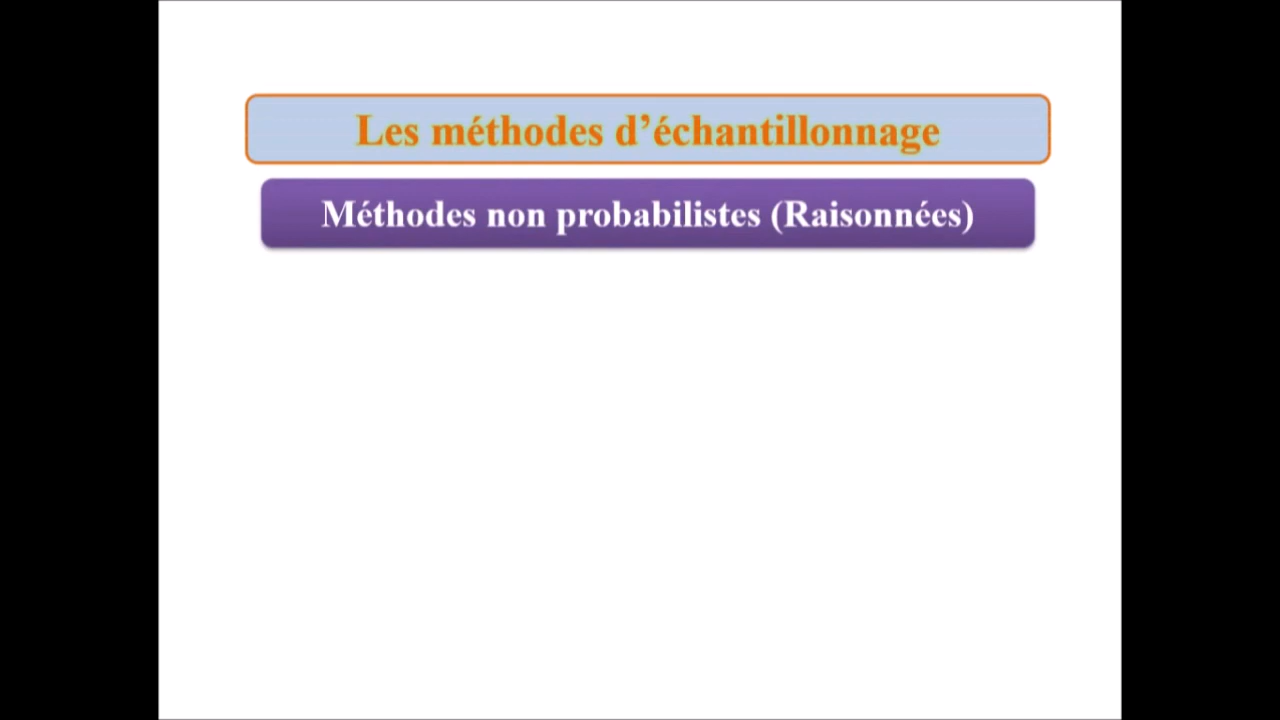 Les méthodes d’échantillonnage
Méthodes non probabilistes (Raisonnées)